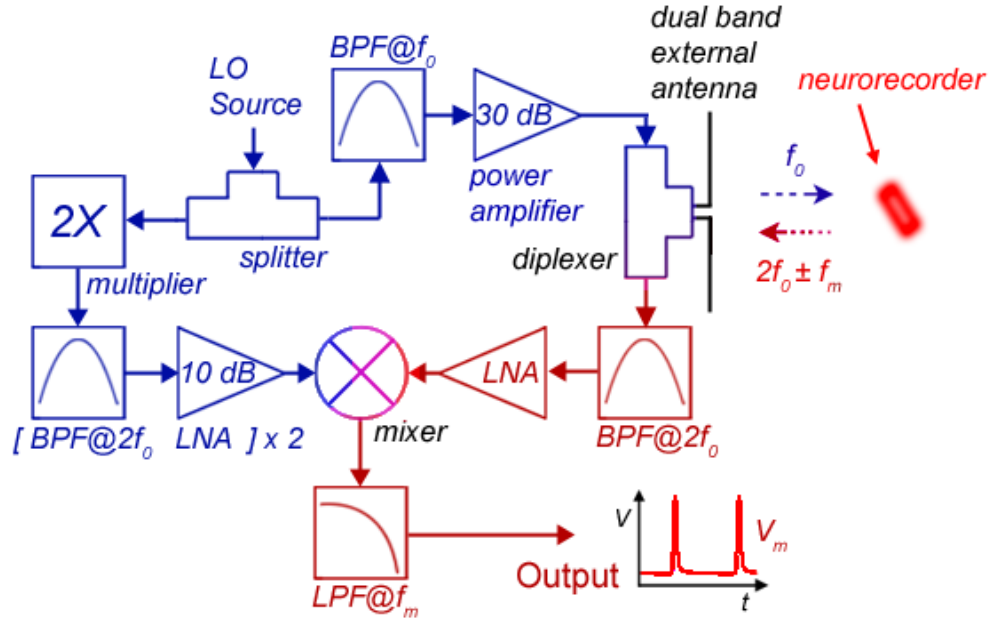 dual band
external
antenna
BPF@f₀
LO
Source
neurorecorder
30 dB
f₀
power
amplifier
2X
splitter
diplexer
2f₀ ± fₘ
multiplier
10 dB
LNA
[ BPF@2f₀ LNA ] x 2
mixer
BPF@2f₀
V
Vₘ
Output
t
LPF@fₘ